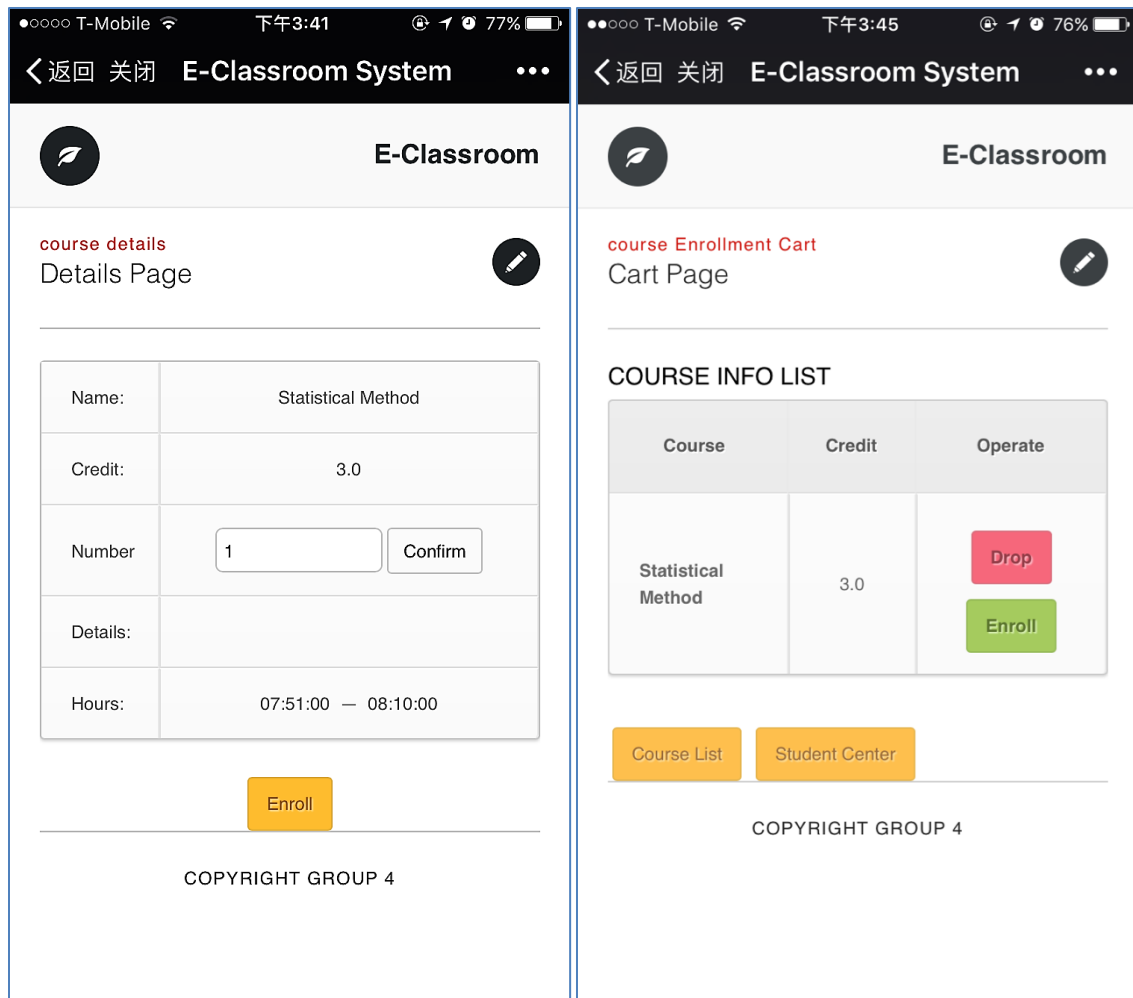 T-Mobile 下午3:41 77%
返回 关闭 E-Classroom System
E-Classroom
course details
Details Page
Name: Statistical Method
Credit: 3.0
Number 1 Confirm
Details:
Hours: 07:51:00 — 08:10:00
Enroll
COPYRIGHT GROUP 4
T-Mobile 下午3:45 76%
返回 关闭 E-Classroom System
E-Classroom
course Enrollment Cart
Cart Page
COURSE INFO LIST
Course Credit Operate
Statistical
Method
3.0
Drop
Enroll
Course List Student Center
COPYRIGHT GROUP 4